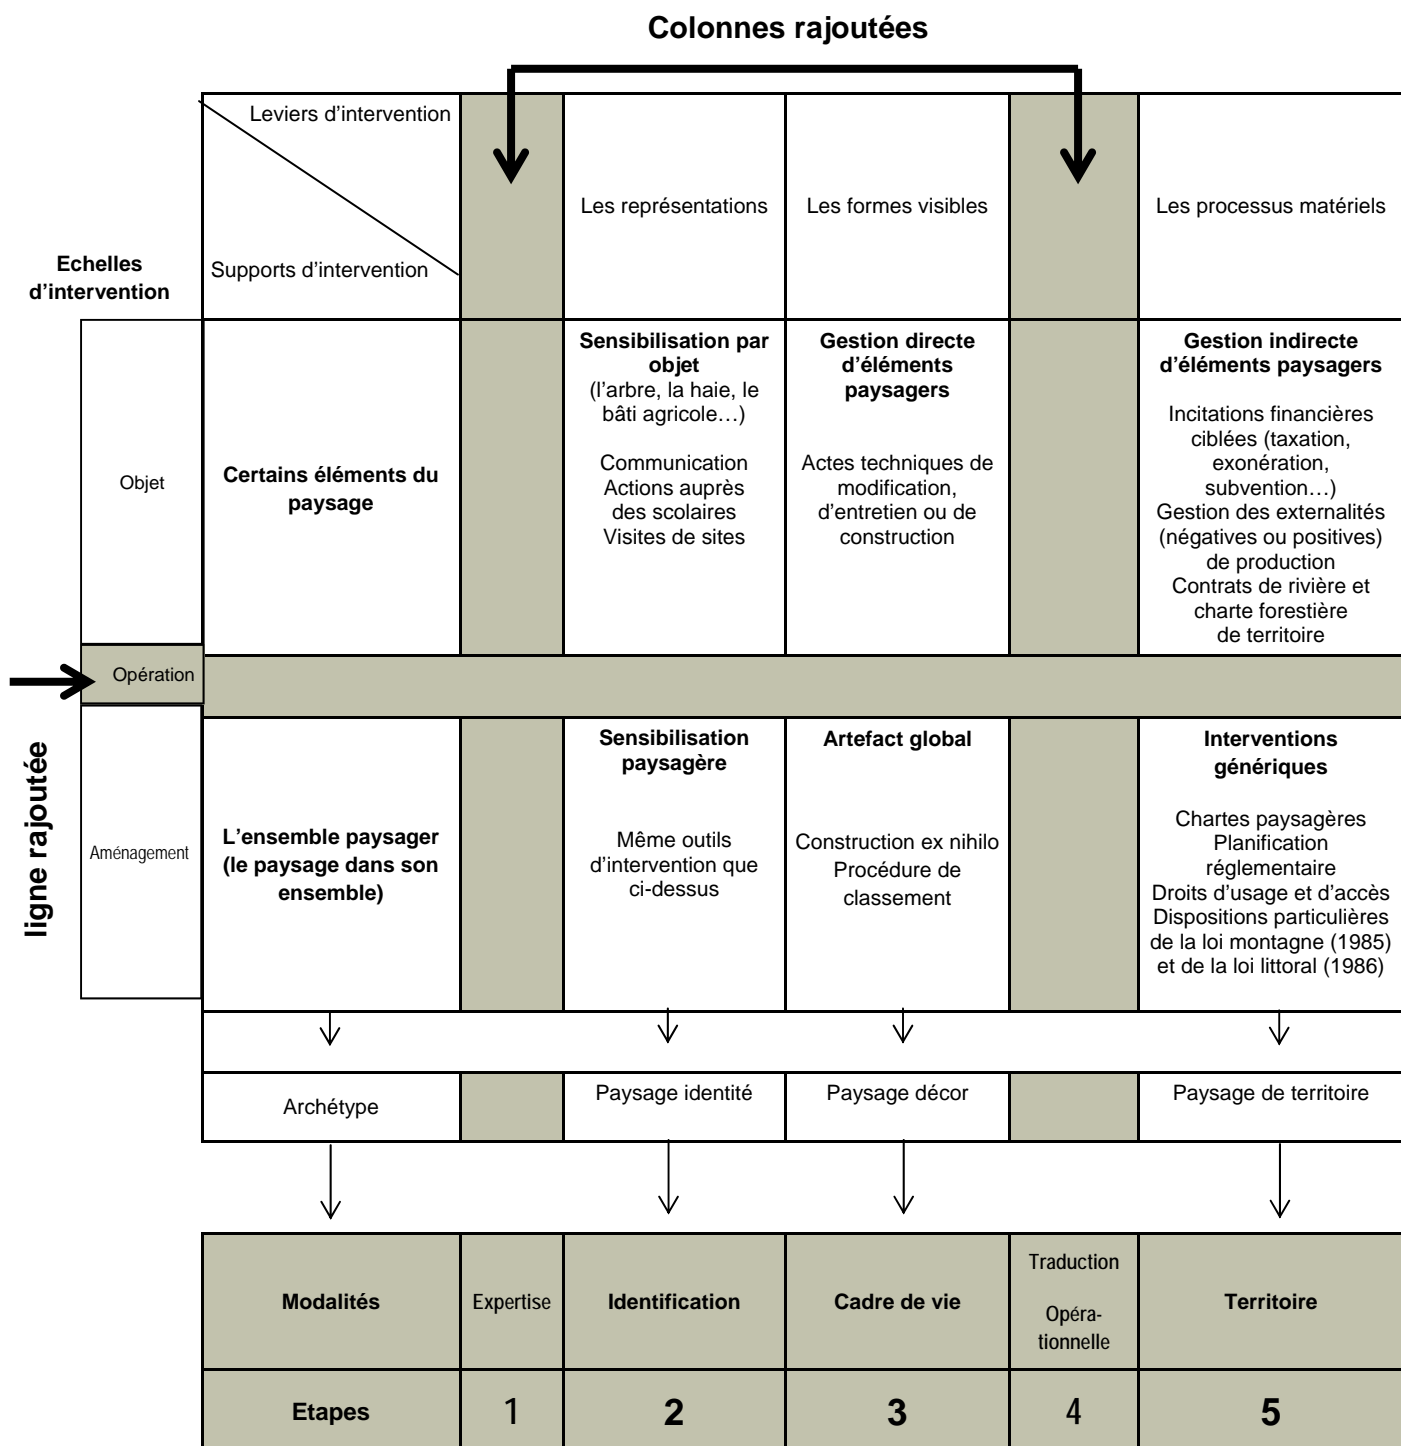 Colonnes rajoutées
Leviers d'intervention
Supports d'intervention
Les représentations
Les formes visibles
Les processus matériels
Echelles
d'intervention
Objet
Certains éléments du
paysage
Sensibilisation par
objet
(l'arbre, la haie, le
bâti agricole…)
Communication
Actions auprès
des scolaires
Visites de sites
Gestion directe
d'éléments
paysagers
Actes techniques de
modification,
d'entretien ou de
construction
Gestion indirecte
d'éléments paysagers
Incitations financières
ciblées (taxation,
exonération,
subvention…)
Gestion des externalités
(négatives ou positives)
de production
Contrats de rivière et
charte forestière
de territoire
Opération
ligne rajoutée
Aménagement
L'ensemble paysager
(le paysage dans son
ensemble)
Sensibilisation
paysagère
Même outils
d'intervention que
ci-dessus
Artefact global
Construction ex nihilo
Procédure de
classement
Interventions
génériques
Chartes paysagères
Planification
réglementaire
Droits d'usage et d'accès
Dispositions particulières
de la loi montagne (1985)
et de la loi littoral (1986)
Archétype
Paysage identité
Paysage décor
Paysage de territoire
Modalités
Expertise
Identification
Cadre de vie
Traduction
Opéra-
tionnelle
Territoire
Etapes
1
2
3
4
5